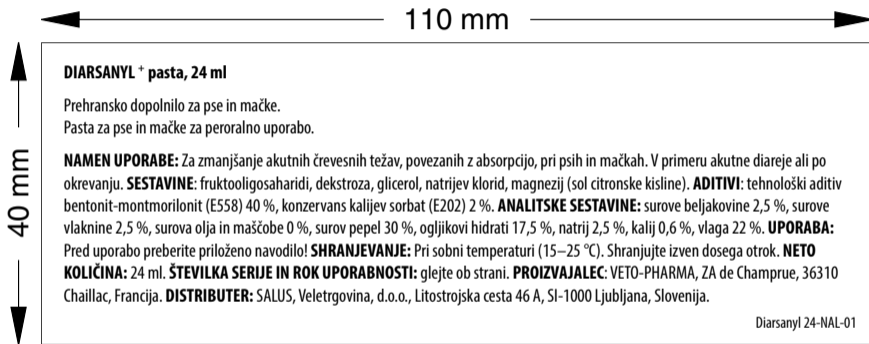 110 mm
40 mm
DIARSANYL + pasta, 24 ml
Prehransko dopolnilo za pse in mačke.
Pasta za pse in mačke za peroralno uporabo.
NAMEN UPORABE: Za zmanjšanje akutnih črevesnih težav, povezanih z absorpcijo, pri psih in mačkah. V primeru akutne diareje ali po
okrevanju. SESTAVINE: fruktooligosaharidi, dekstroza, glicerol, natrijev klorid, magnezij (sol citronske kisline). ADITIVI: tehnološki aditiv
bentonit-montmorilonit (E558) 40 %, konzervans kalijev sorbat (E202) 2 %. ANALITSKE SESTAVINE: surove beljakovine 2,5 %, surove
vlaknine 2,5 %, surova olja in maščobe 0 %, surov pepel 30 %, ogljikovi hidrati 17,5 %, natrij 2,5 %, kalij 0,6 %, vlaga 22 %. UPORABA:
Pred uporabo preberite priloženo navodilo! SHRANJEVANJE: Pri sobni temperaturi (15–25 °C). Shranjujte izven dosega otrok. NETO
KOLIČINA: 24 ml. ŠTEVILKA SERIJE IN ROK UPORABNOSTI: glejte ob strani. PROIZVAJALEC: VETO-PHARMA, ZA de Champrue, 36310
Chaillac, Francija. DISTRIBUTER: SALUS, Veletrgovina, d.o.o., Litostrojska cesta 46 A, SI-1000 Ljubljana, Slovenija.
Diarsanyl 24-NAL-01